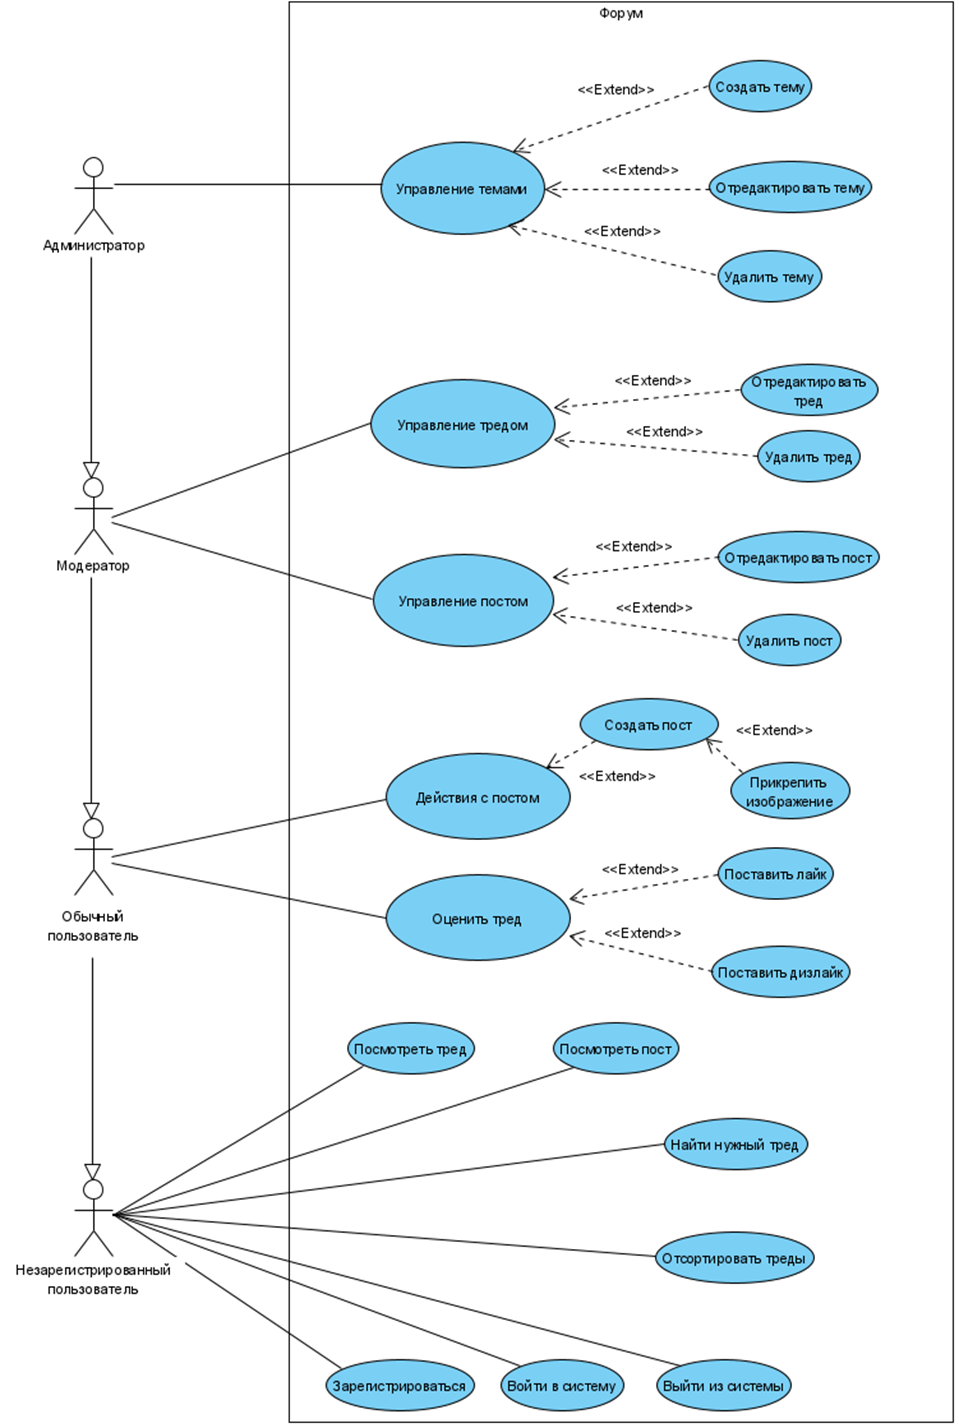 Форум
<<Extend>>
Создать тему
Управление темами
<<Extend>>
Отредактировать тему
<<Extend>>
Удалить тему
Администратор
<<Extend>>
Отредактировать
тред
Управление тредом
<<Extend>>
Удалить тред
Модератор
<<Extend>>
Отредактировать пост
Управление постом
<<Extend>>
Удалить пост
Создать пост
<<Extend>>
<<Extend>>
Прикрепить
изображение
Действия с постом
<<Extend>>
Поставить лайк
Оценить тред
<<Extend>>
Поставить дизлайк
Обычный
пользователь
Посмотреть тред
Посмотреть пост
Найти нужный тред
Отсортировать треды
Незарегистрированный
пользователь
Зарегистрироваться
Войти в систему
Выйти из системы